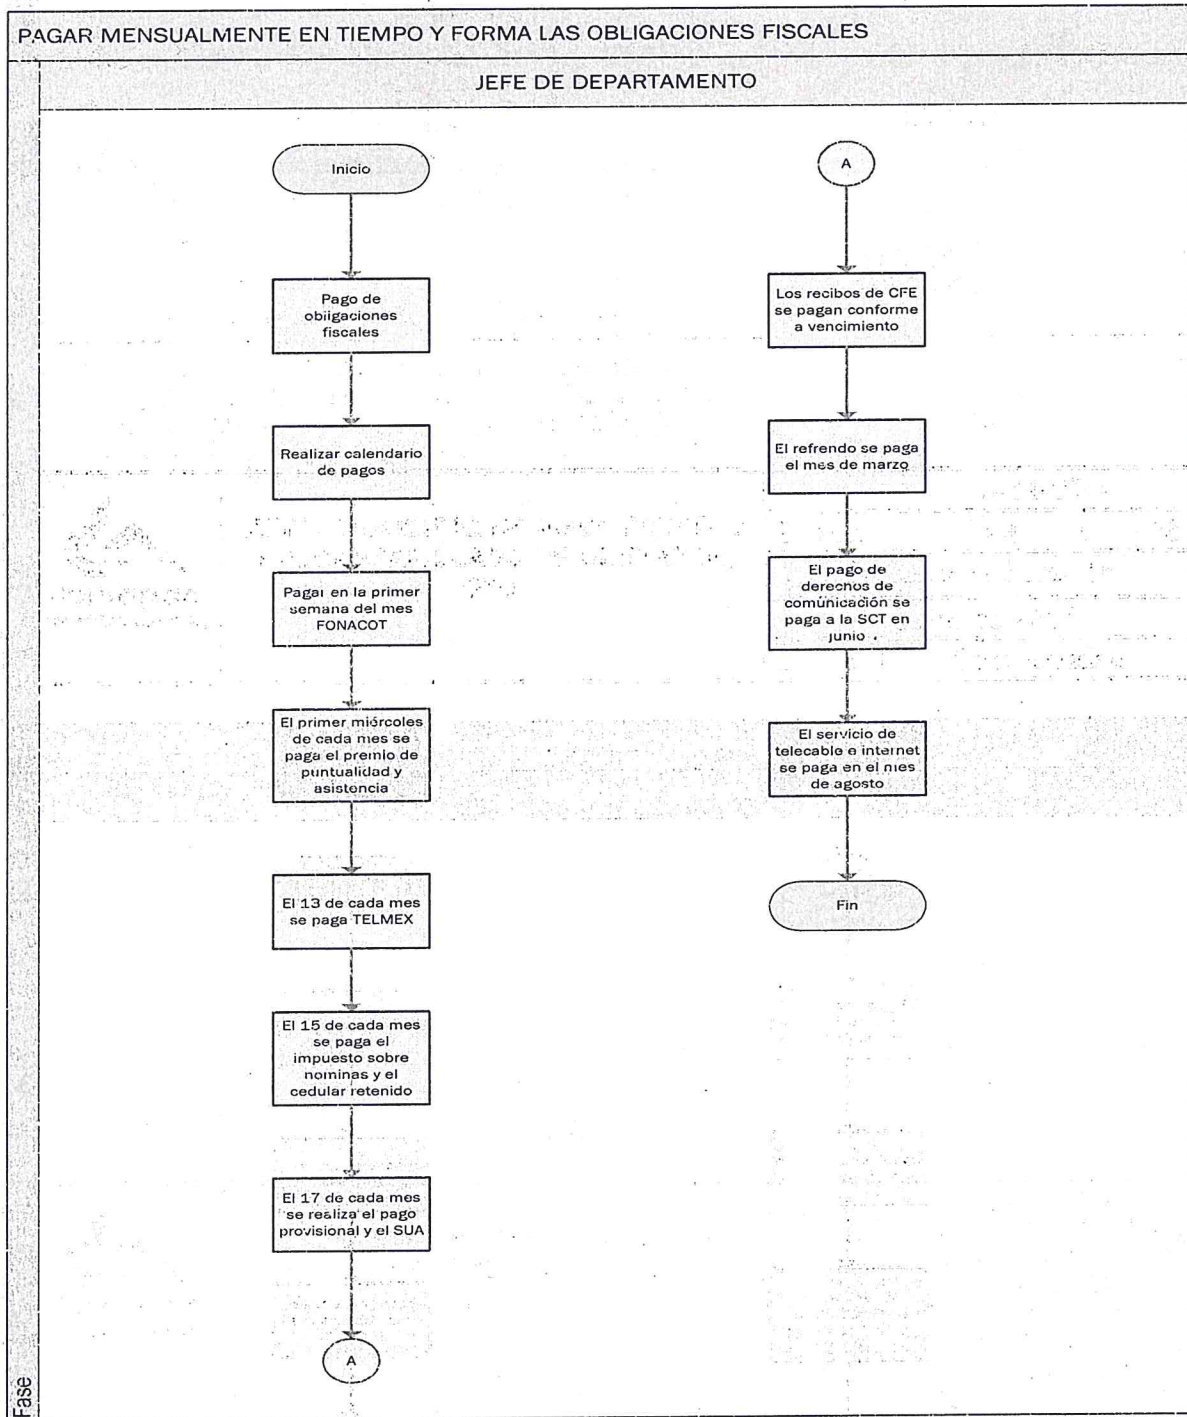 PAGAR MENSUALMENTE EN TIEMPO Y FORMA LAS OBLIGACIONES FISCALES
JEFE DE DEPARTAMENTO
Inicio
Pago de
obligaciones
fiscales
Realizar calendario
de pagos
Pagar en la primer
semana del mes
FONACOT
El primer miércoles
de cada mes se
paga el premio de
puntualidad y
asistencia
El 13 de cada mes
se paga TELMEX
El 15 de cada mes
se paga el
impuesto sobre
nominas y el
cedular retenido
El 17 de cada mes
se realiza el pago
provisional y el SUA
A
A
Los recibos de CFE
se pagan conforme
a vencimiento
El refrendo se paga
el mes de marzo
El pago de
derechos de
comunicación se
paga a la SCT en
junio
El servicio de
telecable e internet
se paga en el mes
de agosto
Fin
Fase